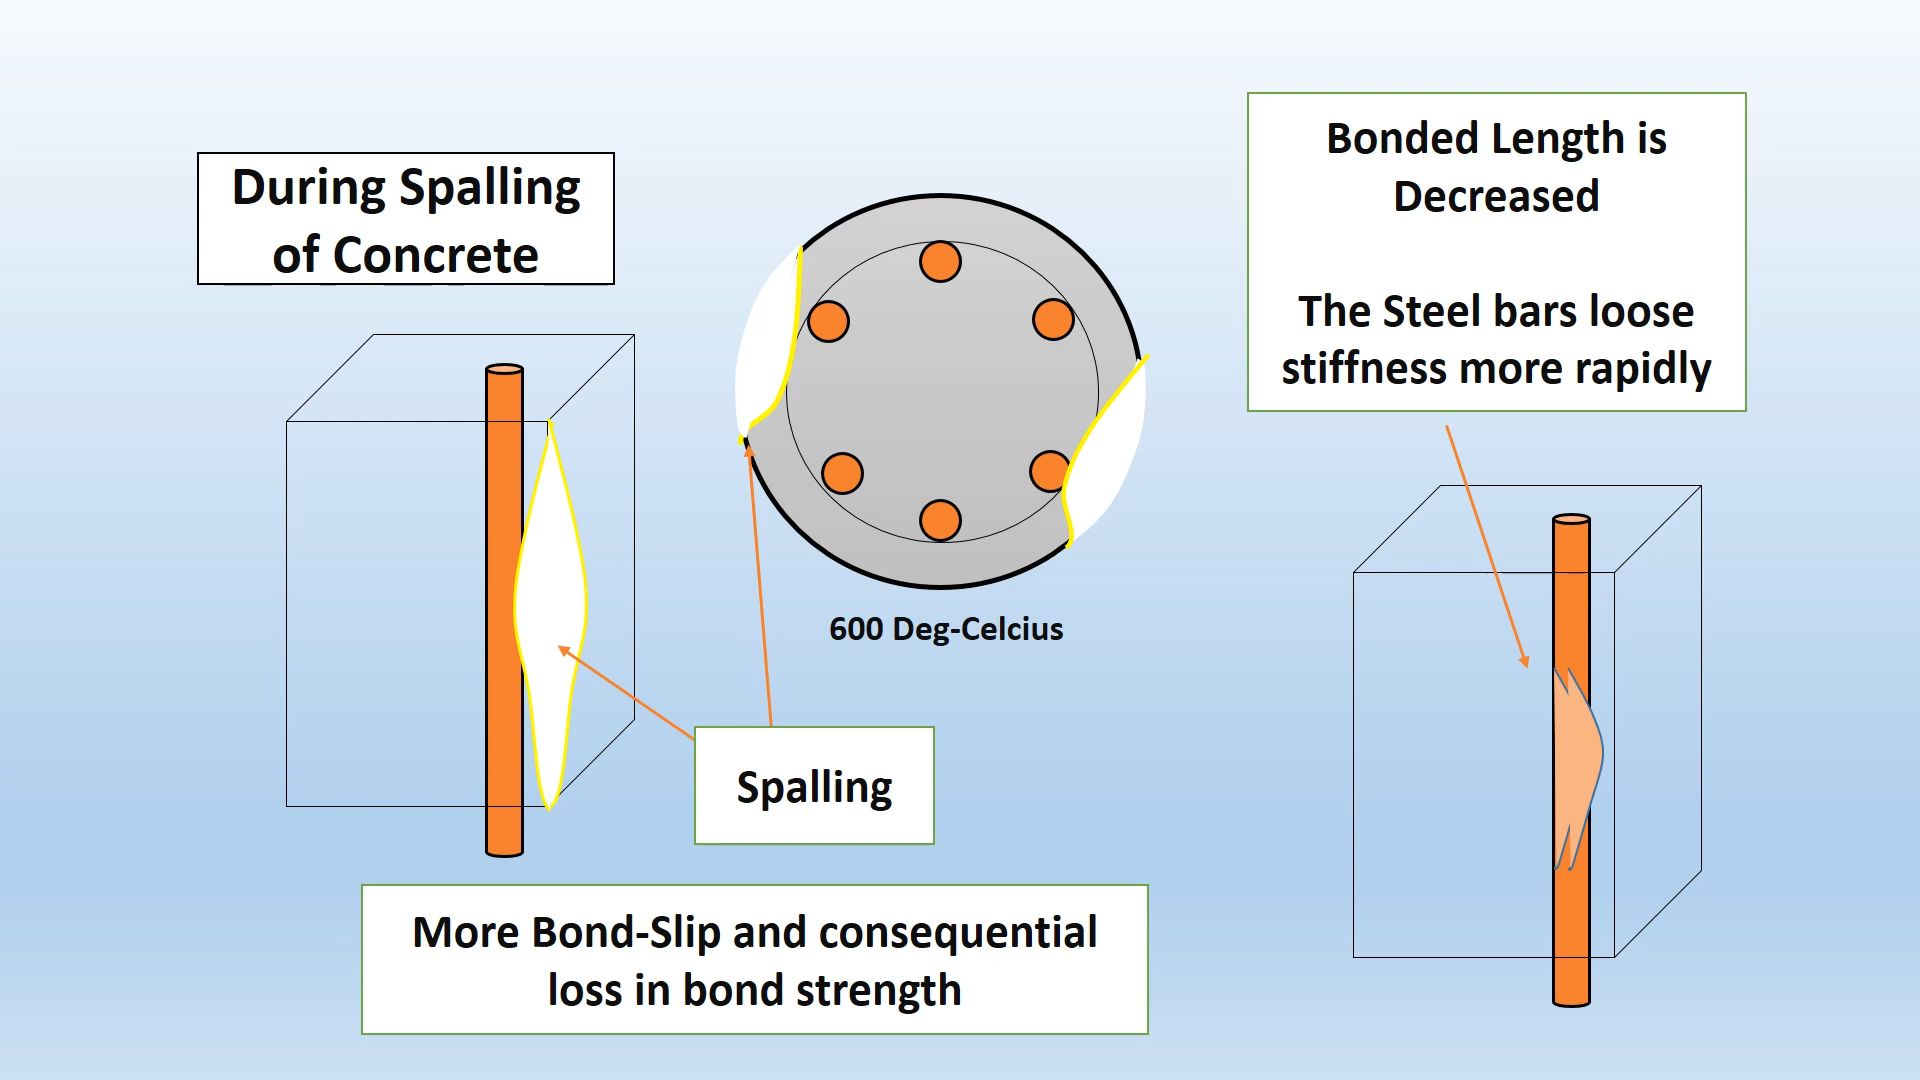 During Spalling
of Concrete
Bonded Length is
Decreased
The Steel bars loose
stiffness more rapidly
600 Deg-Celcius
Spalling
More Bond-Slip and consequential
loss in bond strength